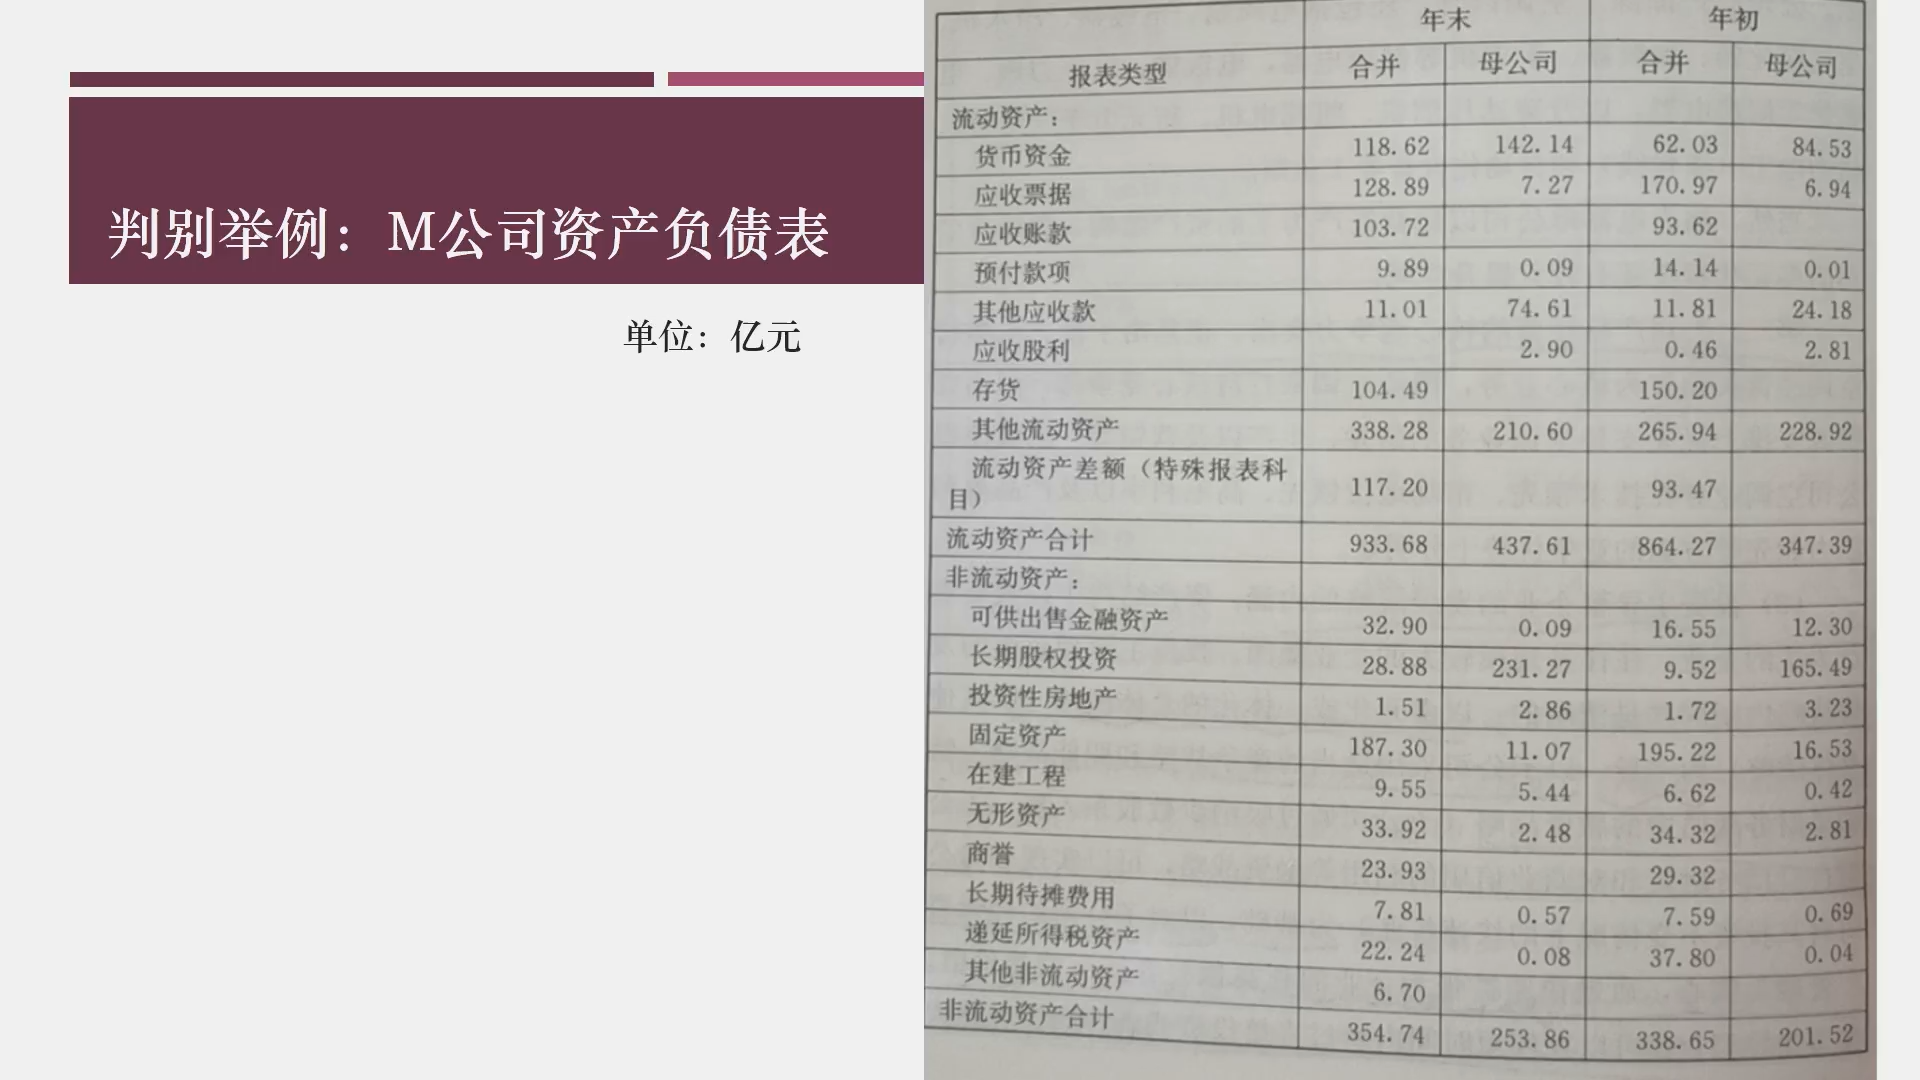 判别举例：M公司资产负债表
单位：亿元
年末 年初
报表类型 合并 母公司 合并 母公司
流动资产：
货币资金 118.62 142.14 62.03 84.53
应收票据 128.89 7.27 170.97 6.94
应收账款 103.72 93.62
预付款项 9.89 0.09 14.14 0.01
其他应收款 11.01 74.61 11.81 24.18
应收股利 2.90 0.46 2.81
存货 104.49 150.20
其他流动资产 338.28 210.60 265.94 228.92
流动资产差额（特殊报表科
目） 117.20 93.47
流动资产合计 933.68 437.61 864.27 347.39
非流动资产：
可供出售金融资产 32.90 0.09 16.55 12.30
长期股权投资 28.88 231.27 9.52 165.49
投资性房地产 1.51 2.86 1.72 3.23
固定资产 187.30 11.07 195.22 16.53
在建工程 9.55 5.44 6.62 0.42
无形资产 33.92 2.48 34.32 2.81
商誉 23.93 29.32
长期待摊费用 7.81 0.57 7.59 0.69
递延所得税资产 22.24 0.08 37.80 0.04
其他非流动资产 6.70
非流动资产合计 354.74 253.86 338.65 201.52